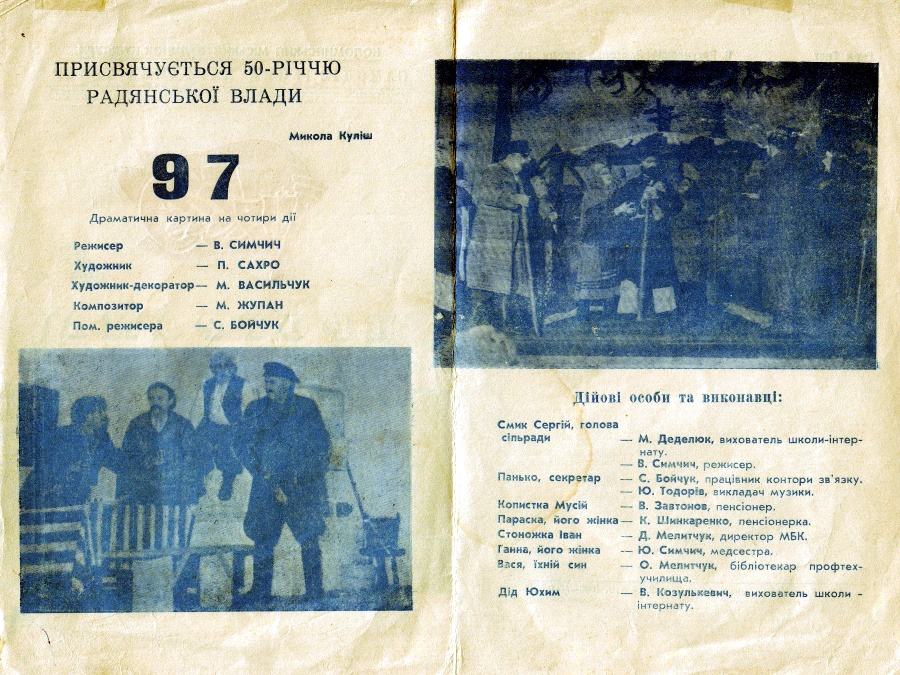 ПРИСВЯЧУЄТЬСЯ 50-РІЧЧЮ
РАДЯНСЬКОЇ ВЛАДИ
Микола Куліш
97
Драматична картина на чотири дії
Режисер — В. СИМЧИЧ
Художник — П. САХРО
Художник-декоратор — М. ВАСИЛЬЧУК
Композитор — М. ЖУПАН
Пом. режисера — С. БОЙЧУК
Дійові особи та виконавці:
Смик Сергій, голова
сільради — М. Деделюк, вихователь школи-інтер-
нату.
— В. Симчич, режисер.
Панько, секретар — С. Бойчук, працівник контори зв'язку.
— Ю. Тодорів, викладач музики.
Копистка Мусій — В. Завтонов, пенсіонер.
Параска, його жінка — К. Шинкаренко, пенсіонерка.
Стоножка Іван — Д. Мелитчук, директор МБК.
Ганна, його жінка — Ю. Симчич, медсестра.
Вася, їхній син — О. Мелитчук, бібліотекар профтех-
училища.
Дід Юхим — В. Козулькевич, вихователь школи -
інтернату.